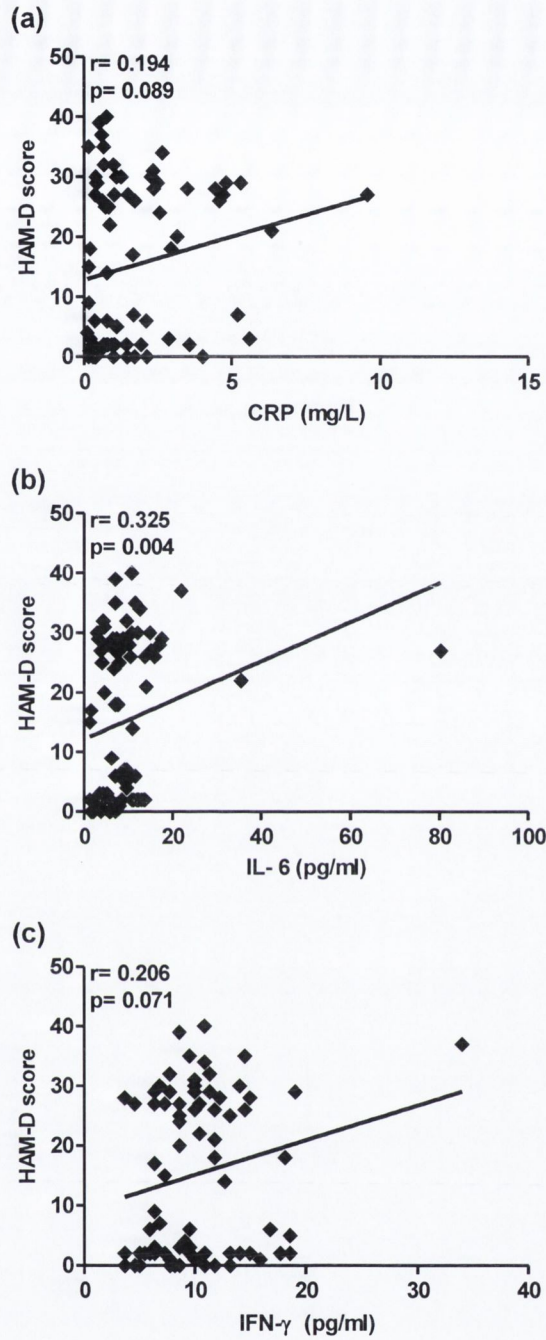 (a)
r= 0.194
p= 0.089
50
40
30
20
10
0
HAM-D score
0 5 10 15
CRP (mg/L)
(b)
r= 0.325
p= 0.004
50
40
30
20
10
0
HAM-D score
0 20 40 60 80 100
IL- 6 (pg/ml)
(c)
r= 0.206
p= 0.071
50
40
30
20
10
0
HAM-D score
0 10 20 30 40
IFN-γ (pg/ml)